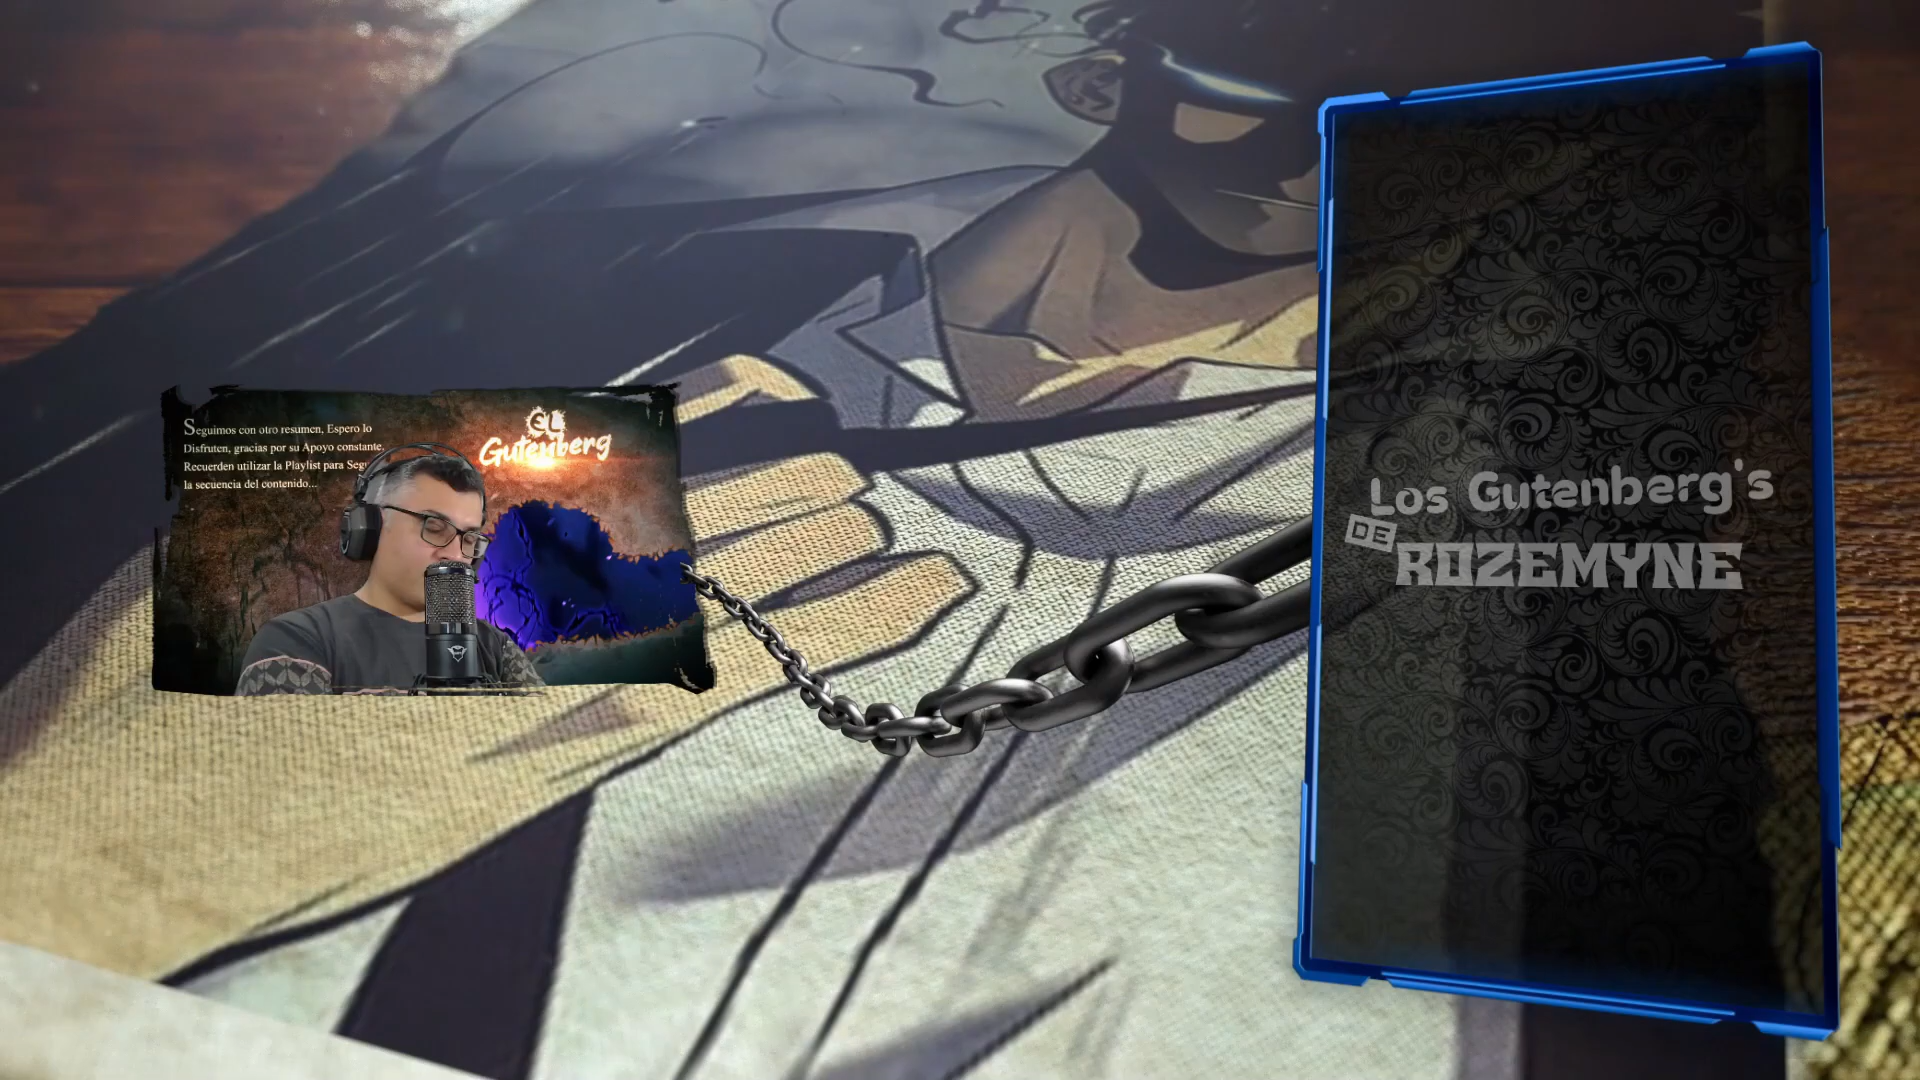 Seguimos con otro resumen, Espero lo
Disfruten, gracias por su Apoyo constante.
Recuerden utilizar la Playlist para
la secuencia del contenido...
EL
Gutenberg
Los Gutenberg's
DE
ROZEMYNE